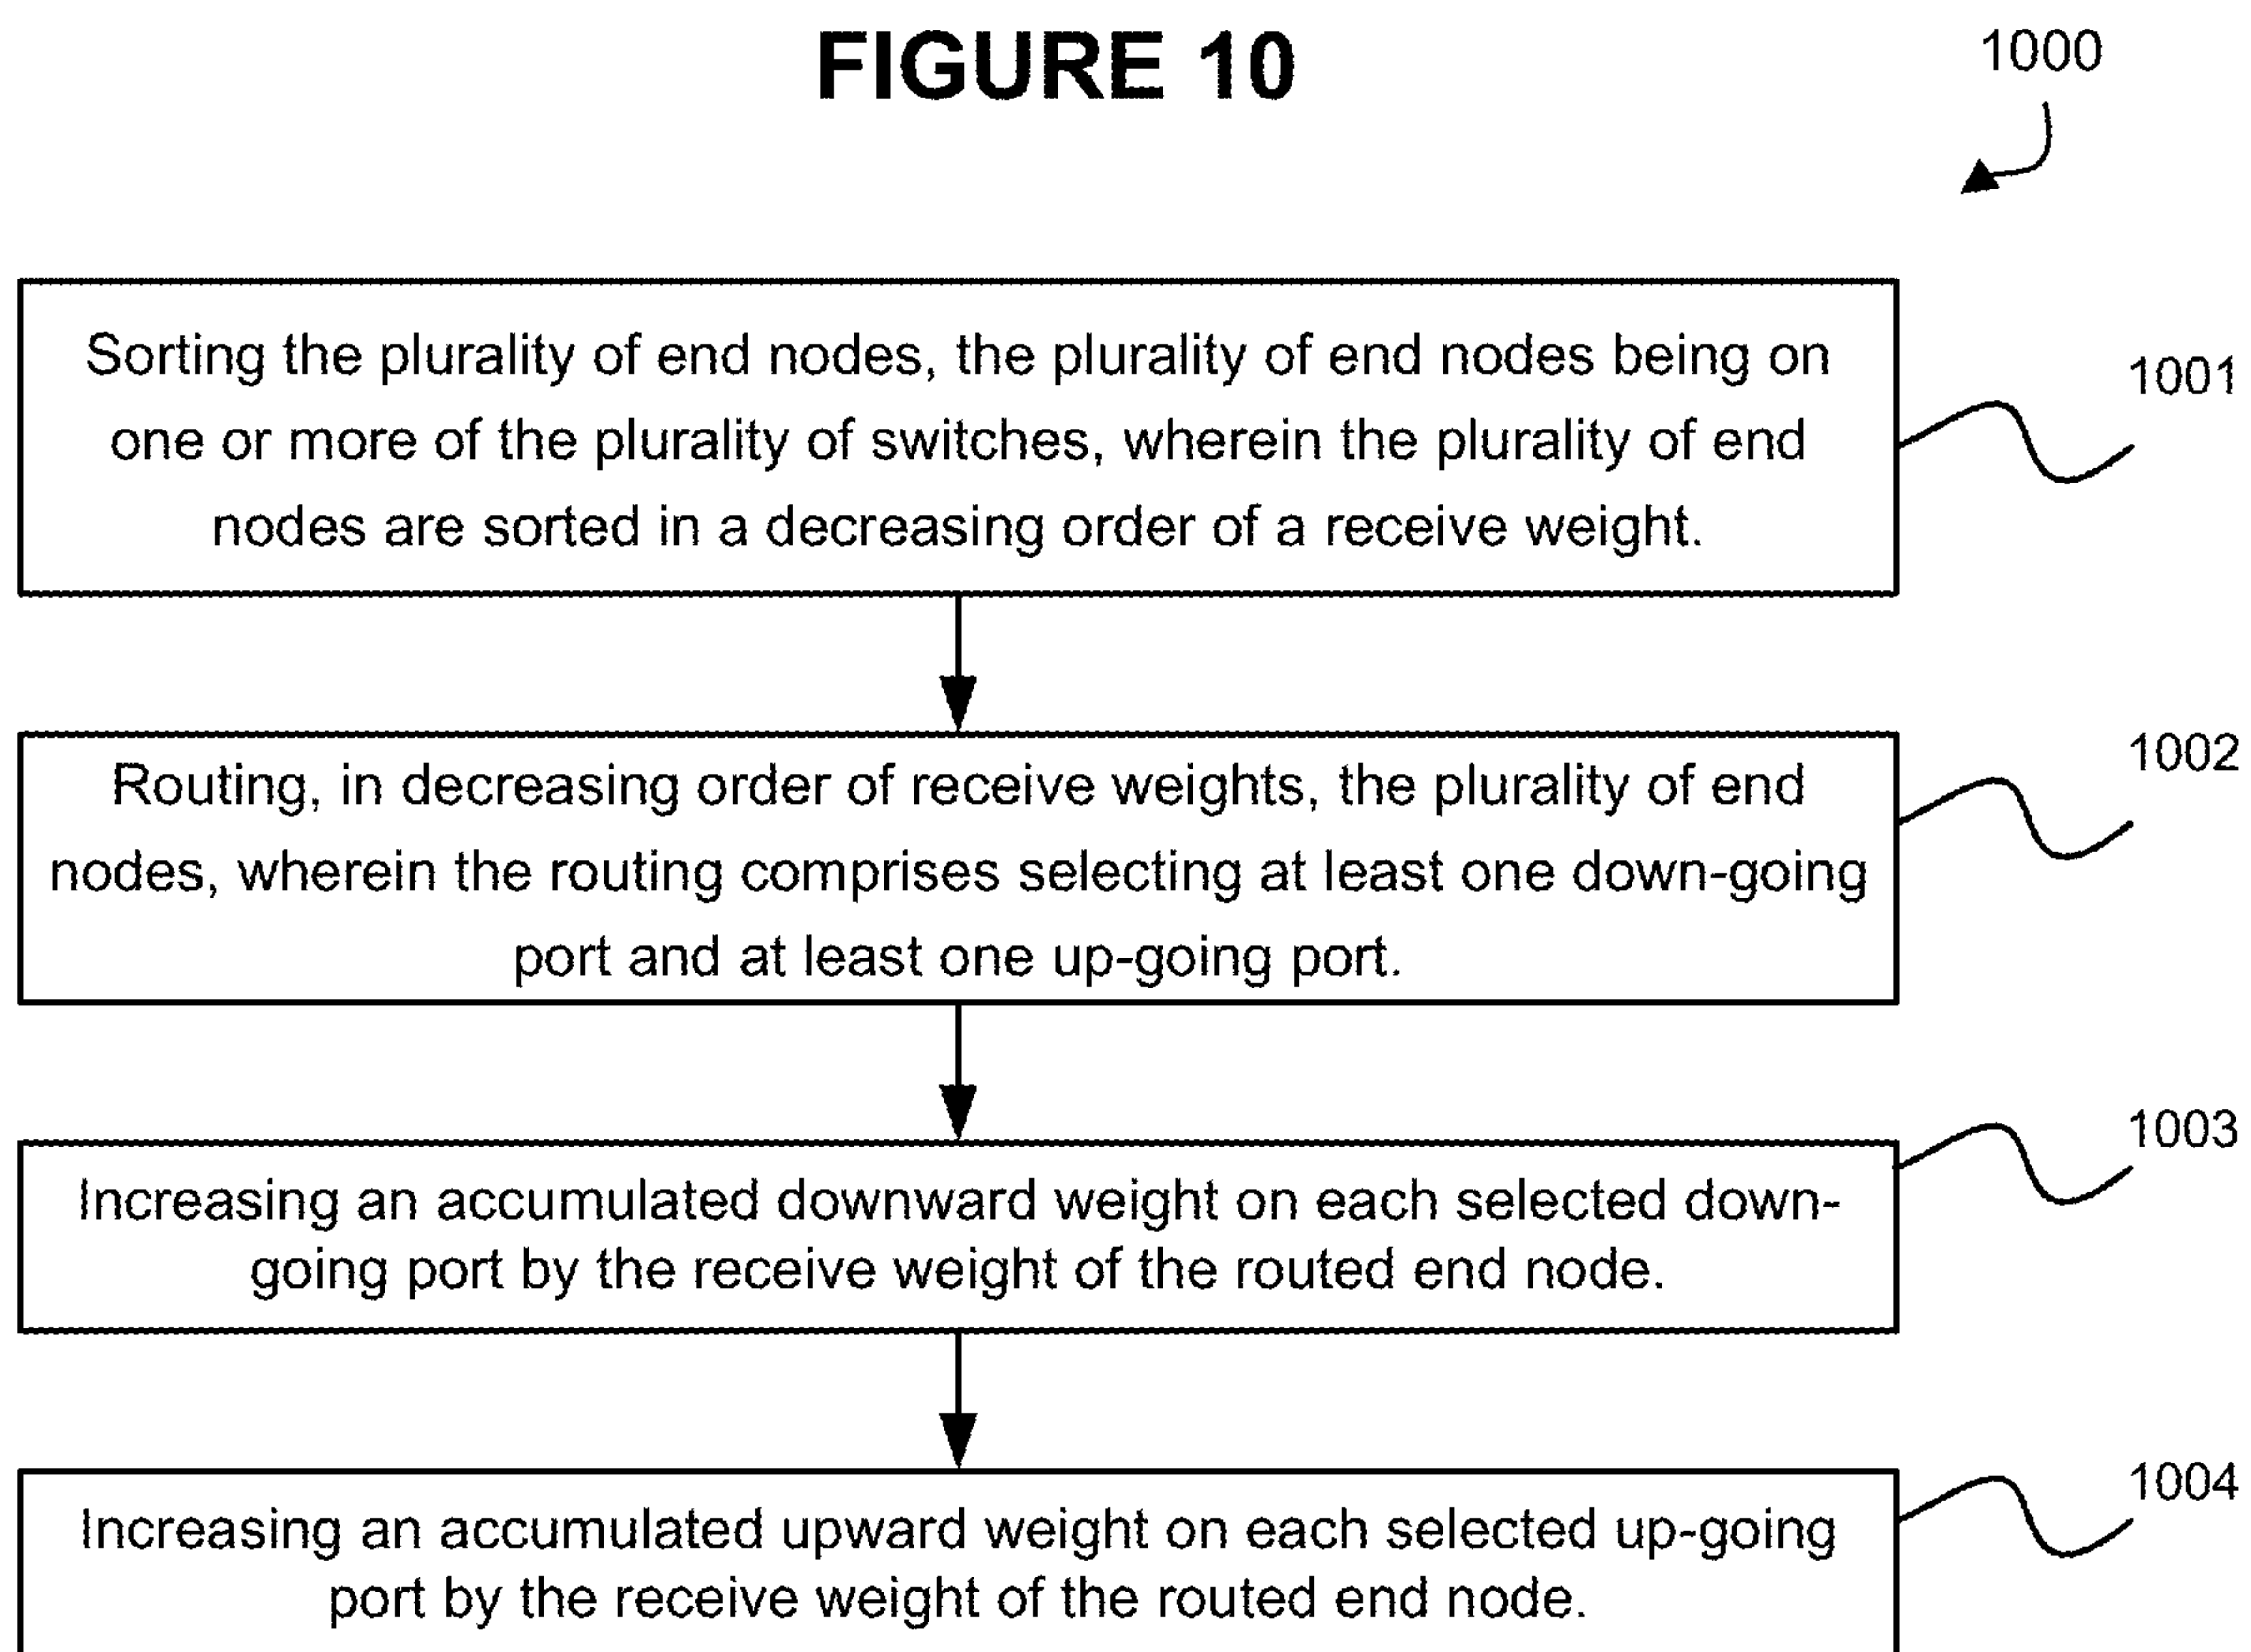 FIGURE 10
1000
Sorting the plurality of end nodes, the plurality of end nodes being on
one or more of the plurality of switches, wherein the plurality of end
nodes are sorted in a decreasing order of a receive weight.
1001
Routing, in decreasing order of receive weights, the plurality of end
nodes, wherein the routing comprises selecting at least one down-going
port and at least one up-going port.
1002
Increasing an accumulated downward weight on each selected down-
going port by the receive weight of the routed end node.
1003
Increasing an accumulated upward weight on each selected up-going
port by the receive weight of the routed end node.
1004